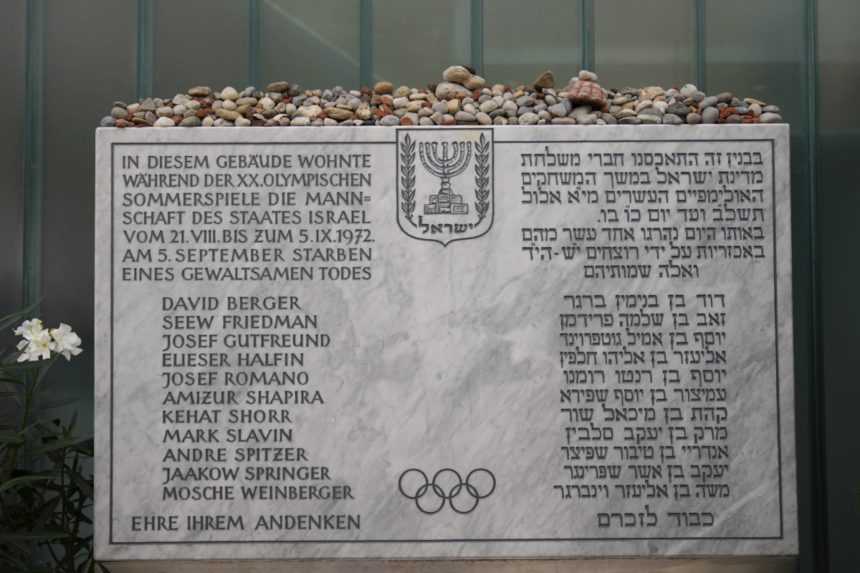 IN DIESEM GEBÄUDE WOHNTE
WÄHREND DER XX.OLYMPISCHEN
SOMMERSPIELE DIE MANN=
SCHAFT DES STAATES ISRAEL
VOM 21.VIII.BIS ZUM 5.IX.1972.
AM 5. SEPTEMBER STARBEN
EINES GEWALTSAMEN TODES
DAVID BERGER
SEEW FRIEDMAN
JOSEF GUTFREUND
ELIESER HALFIN
JOSEF ROMANO
AMIZUR SHAPIRA
KEHAT SHORR
MARK SLAVIN
ANDRE SPITZER
JAAKOW SPRINGER
MOSCHE WEINBERGER
EHRE IHREM ANDENKEN
ישראל
בבנין זה התאכסנו חברי משלחת
מדינת ישראל במשך המשחקים
האולימפיים העשרים מי״א אלול
תשל״ב ועד יום כ״ו בו.
באותו היום נהרגו אחד עשר מהם
באכזריות על ידי רוצחים
ואלה שמותיהם
דוד בן בנימין ברגר
זאב בן שלמה פרידמן
יוסף בן אמיל גוטפרוינד
אליעזר בן אליהו חלפין
יוסף בן רנטו רומנו
עמיצור בן יוסף שפירא
קהת בן מיכאל שור
מרק בן יעקב סלבין
אנדריי בן טיבור שפיצר
יעקב בן אשר שפרינגר
משה בן אליעזר וינברגר
כבוד לזכרם